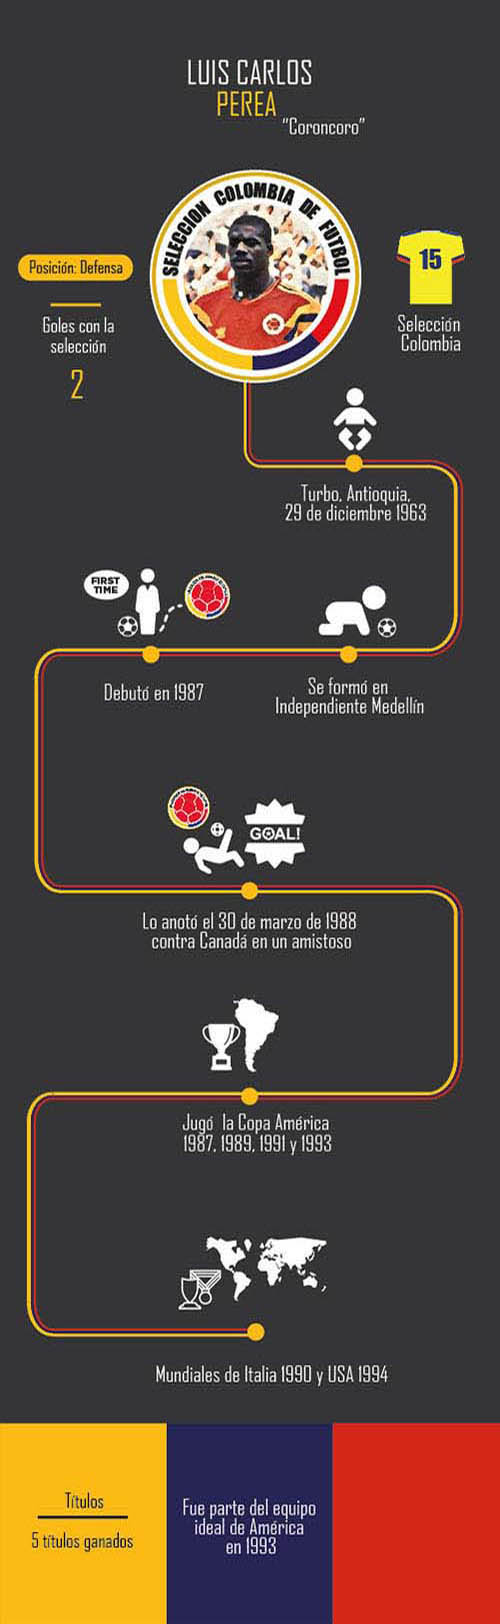 LUIS CARLOS
PEREA
"Coroncoro"
SELECCION COLOMBIA DE FUTBOL
Posición: Defensa
15
Goles con la
selección
2
Selección
Colombia
Turbo, Antioquia,
29 de diciembre 1963
FIRST
TIME
Debutó en 1987
Se formó en
Independiente Medellín
GOAL!
Lo anotó el 30 de marzo de 1988
contra Canadá en un amistoso
Jugó la Copa América
1987, 1989, 1991 y 1993
Mundiales de Italia 1990 y USA 1994
Títulos
5 títulos ganados
Fue parte del equipo
ideal de América
en 1993